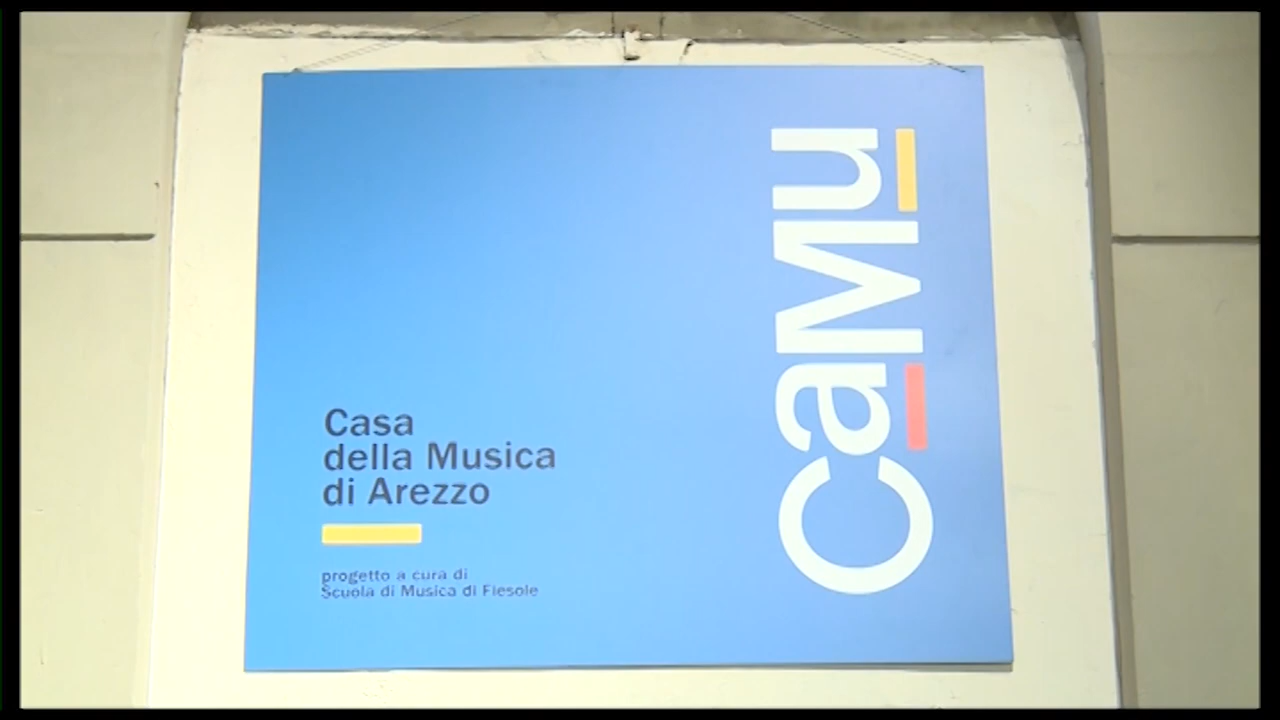 Casa
della Musica
di Arezzo
progetto a cura di
Scuola di Musica di Fiesole
CaMu